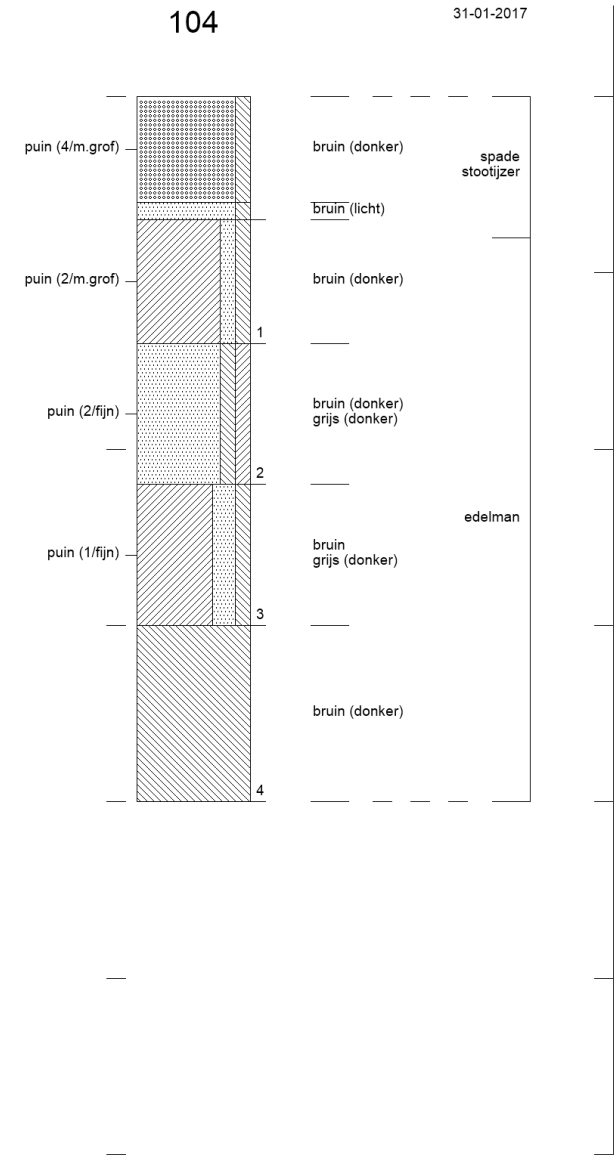 104
31-01-2017
puin (4/m.grof)
bruin (donker)
spade
stootijzer
bruin (licht)
puin (2/m.grof)
bruin (donker)
1
puin (2/fijn)
bruin (donker)
grijs (donker)
2
edelman
puin (1/fijn)
bruin
grijs (donker)
3
bruin (donker)
4